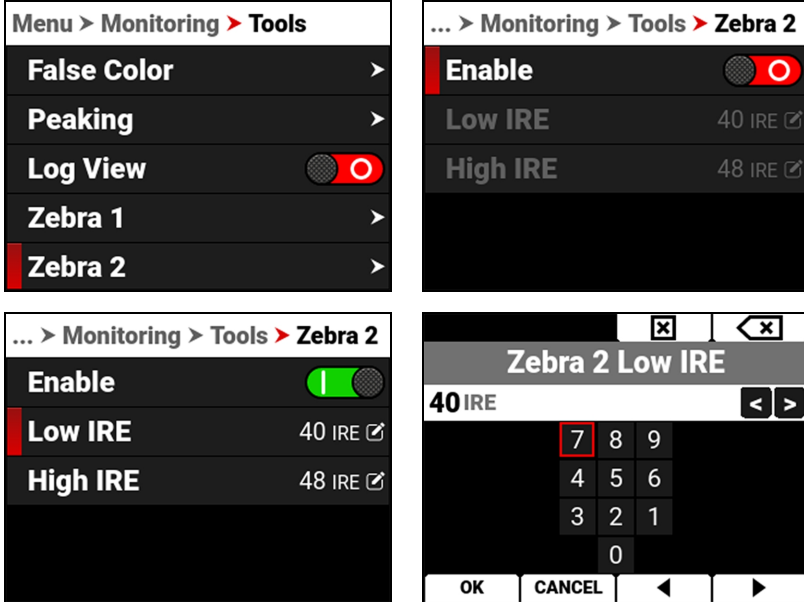 Menu > Monitoring > Tools
False Color >
Peaking >
Log View
Zebra 1 >
Zebra 2 >
... > Monitoring > Tools > Zebra 2
Enable
Low IRE 40 IRE
High IRE 48 IRE
... > Monitoring > Tools > Zebra 2
Enable
Low IRE 40 IRE
High IRE 48 IRE
Zebra 2 Low IRE
40 IRE < >
7 8 9
4 5 6
3 2 1
0
OK CANCEL ◀ ▶